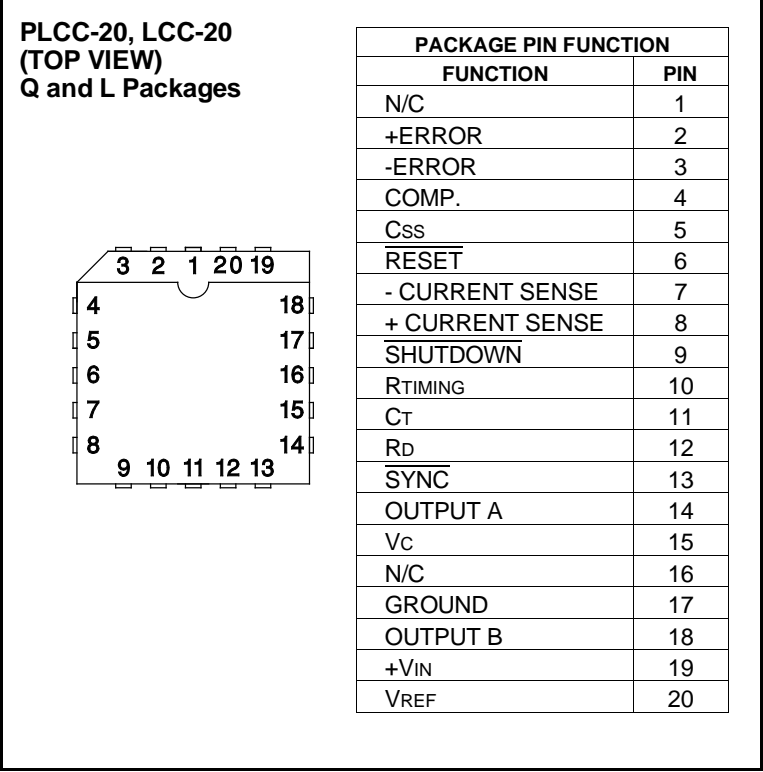 PLCC-20, LCC-20
(TOP VIEW)
Q and L Packages
3 2 1 20 19
4 18
5 17
6 16
7 15
8 14
9 10 11 12 13
PACKAGE PIN FUNCTION
FUNCTION PIN
N/C 1
+ERROR 2
-ERROR 3
COMP. 4
CSS 5
RESET 6
- CURRENT SENSE 7
+ CURRENT SENSE 8
SHUTDOWN 9
RTIMING 10
CT 11
RD 12
SYNC 13
OUTPUT A 14
VC 15
N/C 16
GROUND 17
OUTPUT B 18
+VIN 19
VREF 20